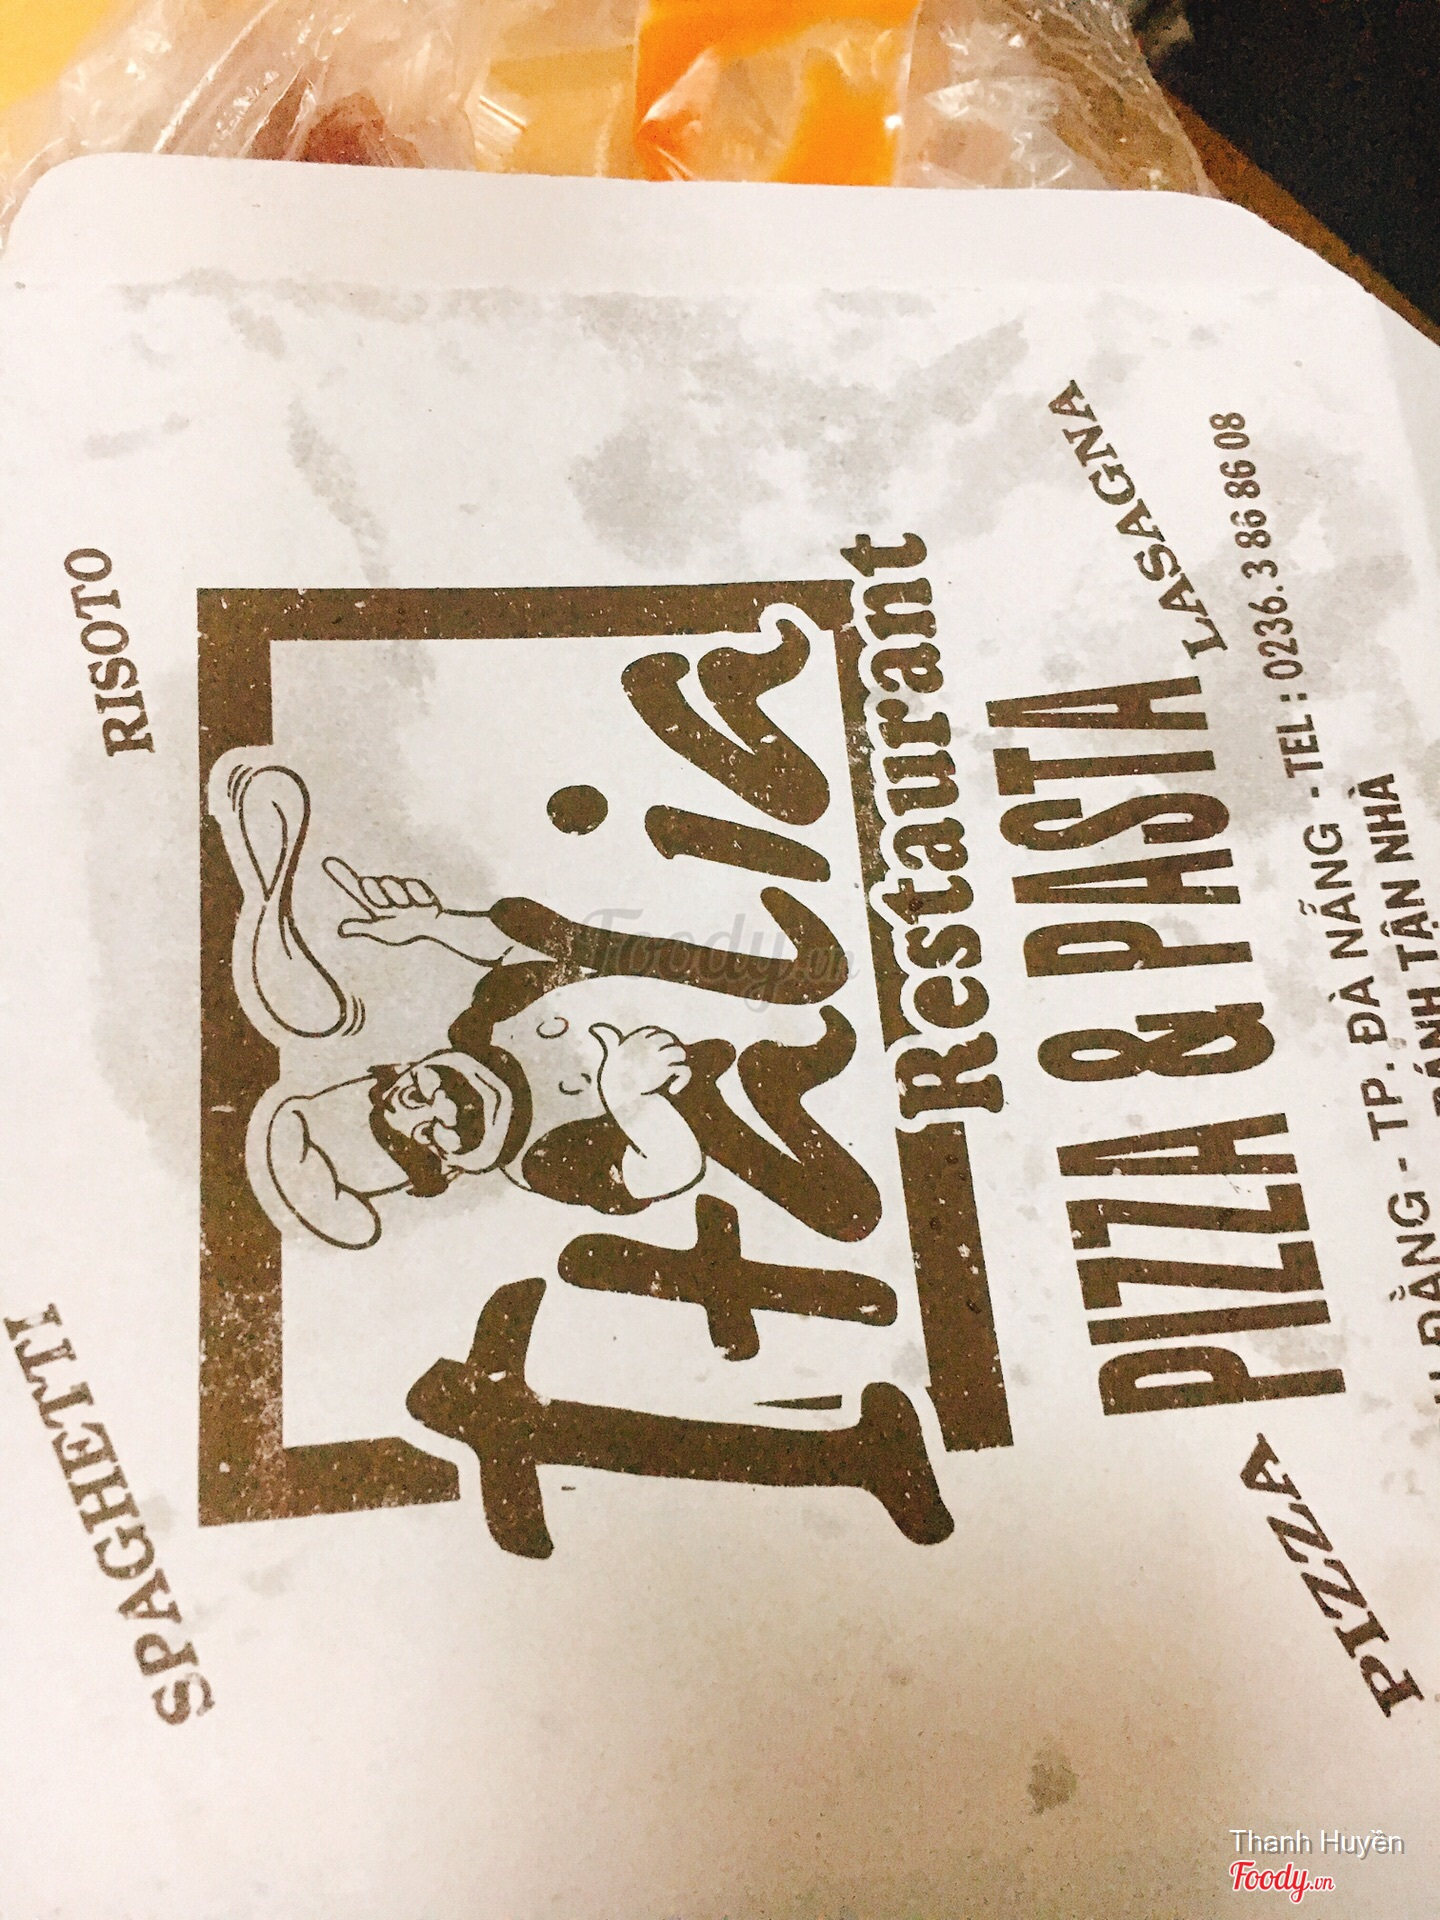 SPAGHETTI
RISOTO
Italia
Restaurant
PIZZA & PASTA
PIZZA
LASAGNA
ĐẰNG - TP. ĐÀ NẴNG - TEL : 0236.3 86 86 08
BÁNH TẬN NHÀ
Foody.vn
Thanh Huyền
Foody.vn